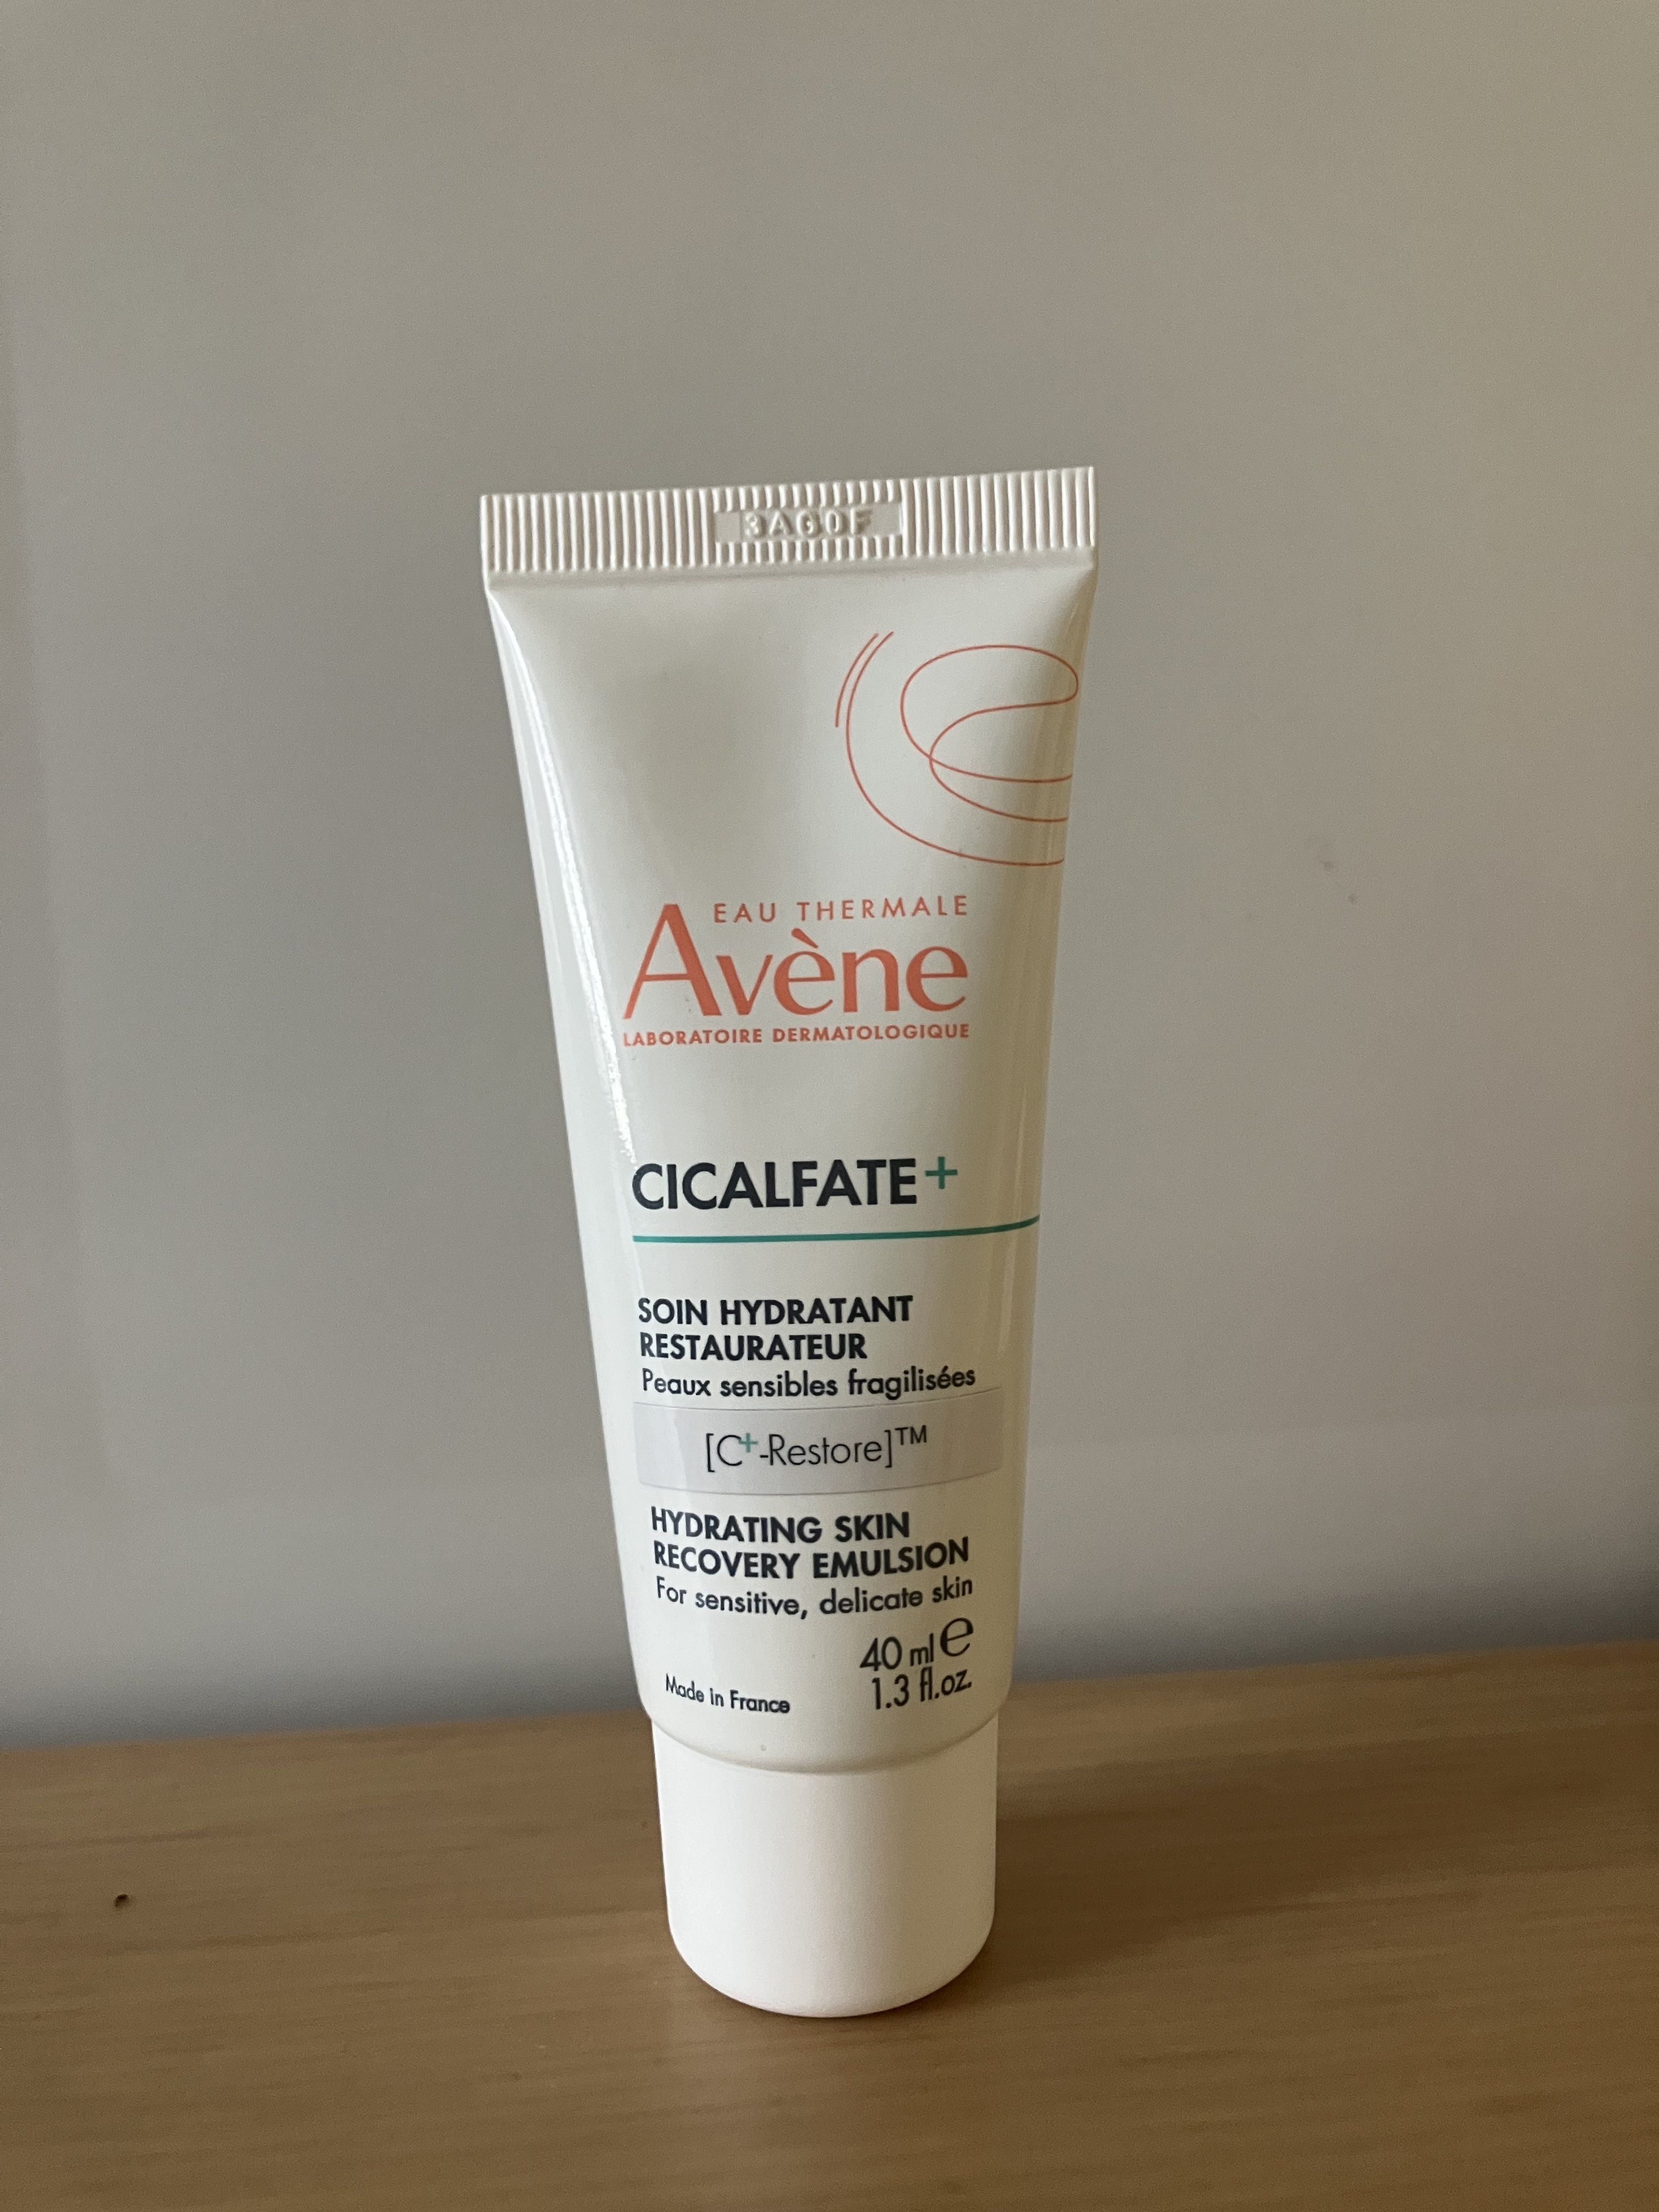 3AG0F
EAU THERMALE
Avène
LABORATOIRE DERMATOLOGIQUE
CICALFATE+
SOIN HYDRATANT
RESTAURATEUR
Peaux sensibles fragilisées
[C+-Restore]™
HYDRATING SKIN
RECOVERY EMULSION
For sensitive, delicate skin
40 ml e
Made in France 1.3 fl.oz.